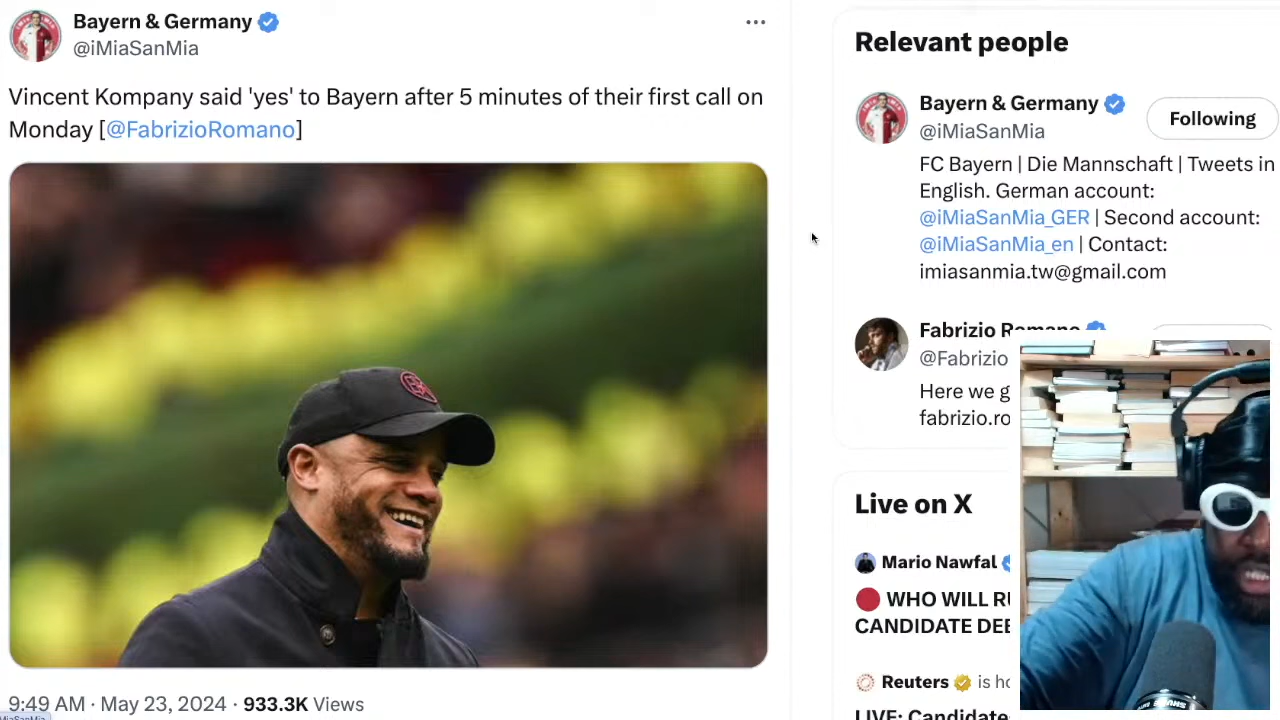 Bayern & Germany
@iMiaSanMia
Vincent Kompany said 'yes' to Bayern after 5 minutes of their first call on
Monday [@FabrizioRomano]
9:49 AM · May 23, 2024 · 933.3K Views
Relevant people
Bayern & Germany
@iMiaSanMia
Following
FC Bayern | Die Mannschaft | Tweets in
English. German account:
@iMiaSanMia_GER | Second account:
@iMiaSanMia_en | Contact:
imiasanmia.tw@gmail.com
Fabrizio Romano
@Fabrizio
Here we g
fabrizio.ro
Live on X
Mario Nawfal
WHO WILL RU
CANDIDATE DEE
Reuters is ho
LIVE: Candidate